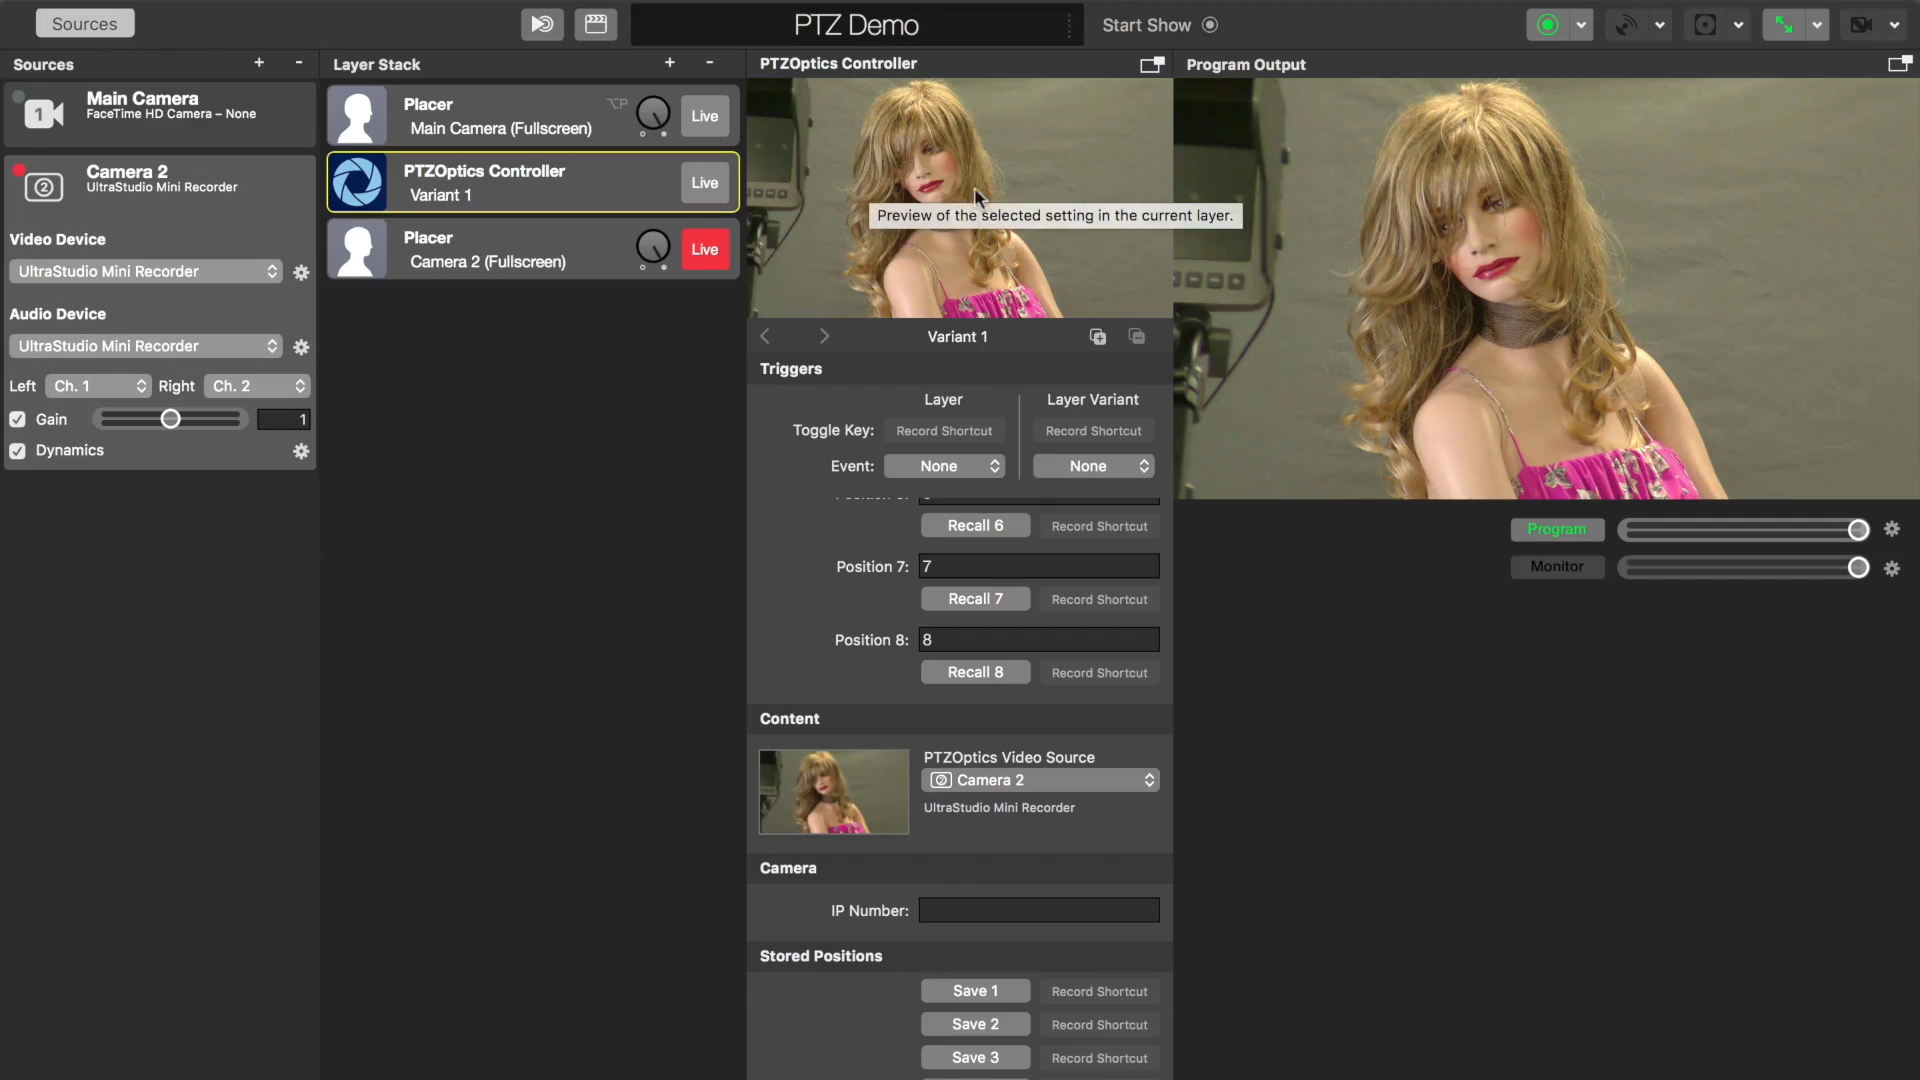 Sources
PTZ Demo
Start Show
Sources + -
1
Main Camera
FaceTime HD Camera – None
2
Camera 2
UltraStudio Mini Recorder
Video Device
UltraStudio Mini Recorder
Audio Device
UltraStudio Mini Recorder
Left Ch. 1 Right Ch. 2
Gain 1
Dynamics
Layer Stack + -
Placer ⌥P
Main Camera (Fullscreen)
Live
PTZOptics Controller
Variant 1
Live
Placer
Camera 2 (Fullscreen)
Live
PTZOptics Controller
Preview of the selected setting in the current layer.
Variant 1
Triggers
Layer Layer Variant
Toggle Key: Record Shortcut Record Shortcut
Event: None None
Recall 6 Record Shortcut
Position 7: 7
Recall 7 Record Shortcut
Position 8: 8
Recall 8 Record Shortcut
Content
PTZOptics Video Source
2 Camera 2
UltraStudio Mini Recorder
Camera
IP Number:
Stored Positions
Save 1 Record Shortcut
Save 2 Record Shortcut
Save 3 Record Shortcut
Program Output
Program
Monitor